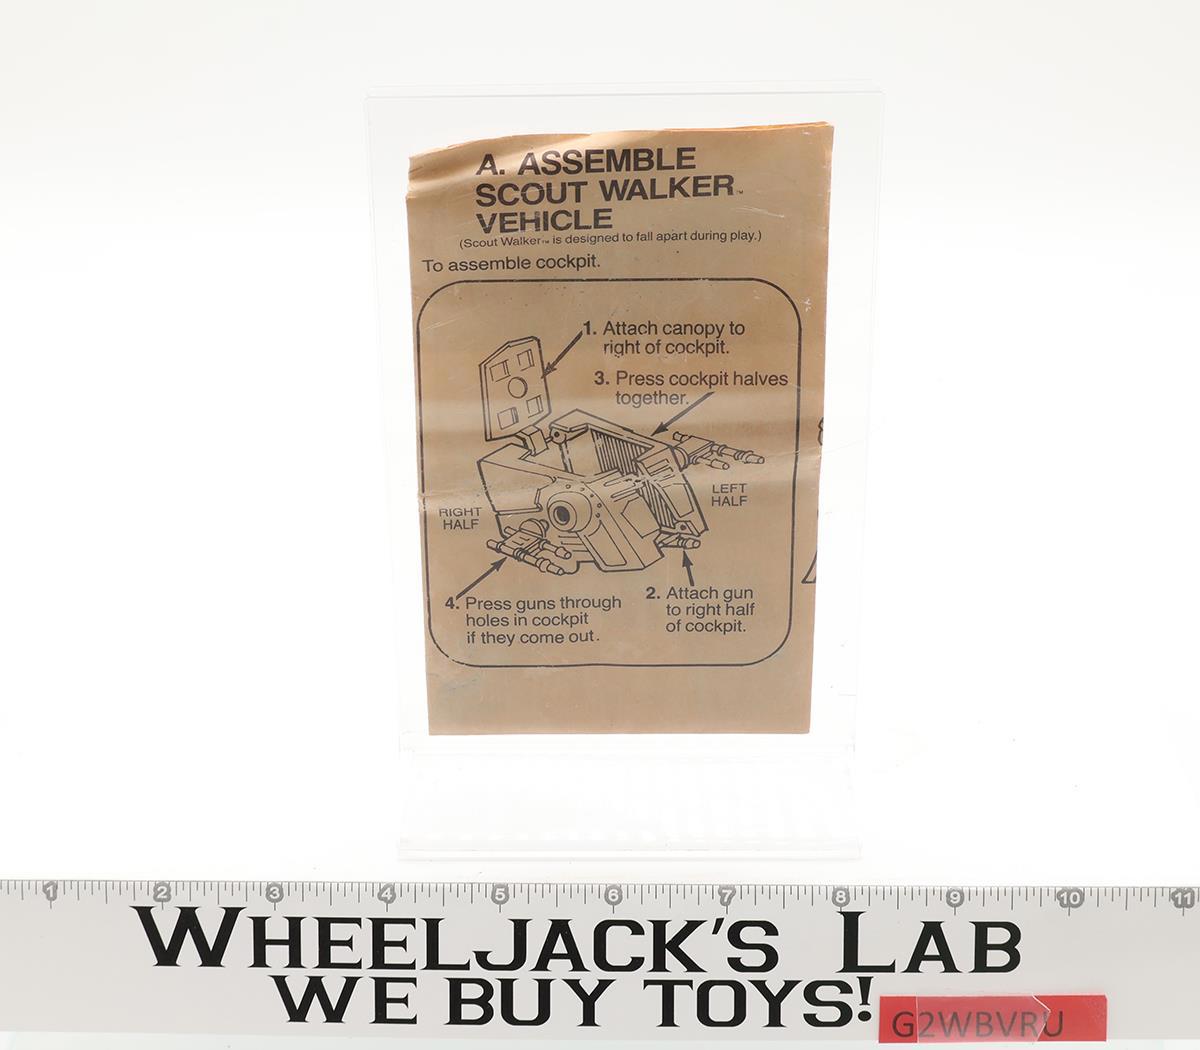 A. ASSEMBLE
SCOUT WALKER™
VEHICLE
(Scout Walker™ is designed to fall apart during play.)
To assemble cockpit.
1. Attach canopy to
right of cockpit.
3. Press cockpit halves
together.
LEFT
HALF
RIGHT
HALF
2. Attach gun
to right half
of cockpit.
4. Press guns through
holes in cockpit
if they come out.
1 2 3 4 5 6 7 8 9 10 11
WHEELJACK'S LAB
WE BUY TOYS!
G2WBVRU